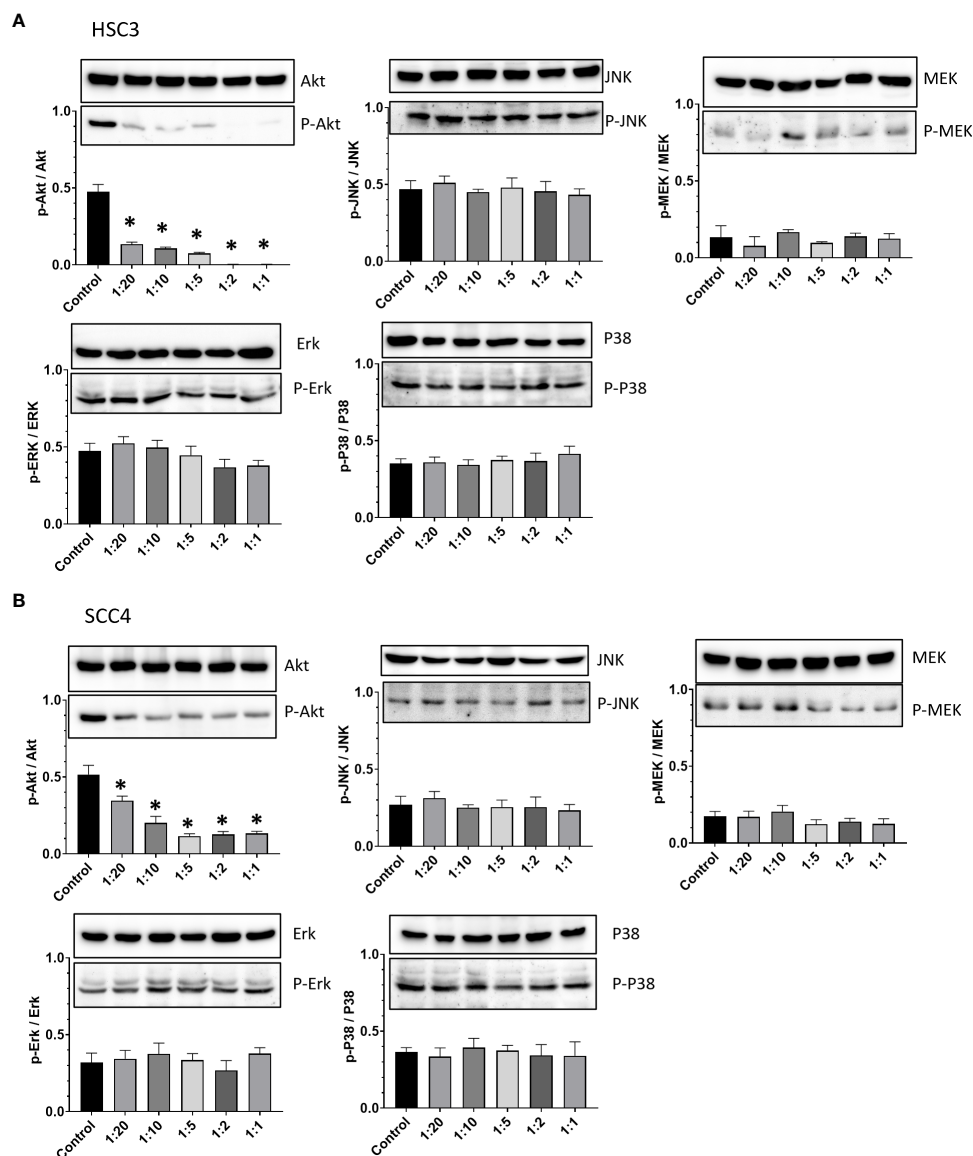 A
HSC3
Akt
P-Akt
1.0
0.5
0.0
p-Akt / Akt
* * * * *
Control 1:20 1:10 1:5 1:2 1:1
JNK
P-JNK
1.0
0.5
0.0
p-JNK / JNK
Control 1:20 1:10 1:5 1:2 1:1
MEK
P-MEK
1.0
0.5
0.0
p-MEK / MEK
Control 1:20 1:10 1:5 1:2 1:1
Erk
P-Erk
1.0
0.5
0.0
p-ERK / ERK
Control 1:20 1:10 1:5 1:2 1:1
P38
P-P38
1.0
0.5
0.0
p-P38 / P38
Control 1:20 1:10 1:5 1:2 1:1
B
SCC4
Akt
P-Akt
1.0
0.5
0.0
p-Akt / Akt
* * * * *
Control 1:20 1:10 1:5 1:2 1:1
JNK
P-JNK
1.0
0.5
0.0
p-JNK / JNK
Control 1:20 1:10 1:5 1:2 1:1
MEK
P-MEK
1.0
0.5
0.0
p-MEK / MEK
Control 1:20 1:10 1:5 1:2 1:1
Erk
P-Erk
1.0
0.5
0.0
p-Erk / Erk
Control 1:20 1:10 1:5 1:2 1:1
P38
P-P38
1.0
0.5
0.0
p-P38 / P38
Control 1:20 1:10 1:5 1:2 1:1